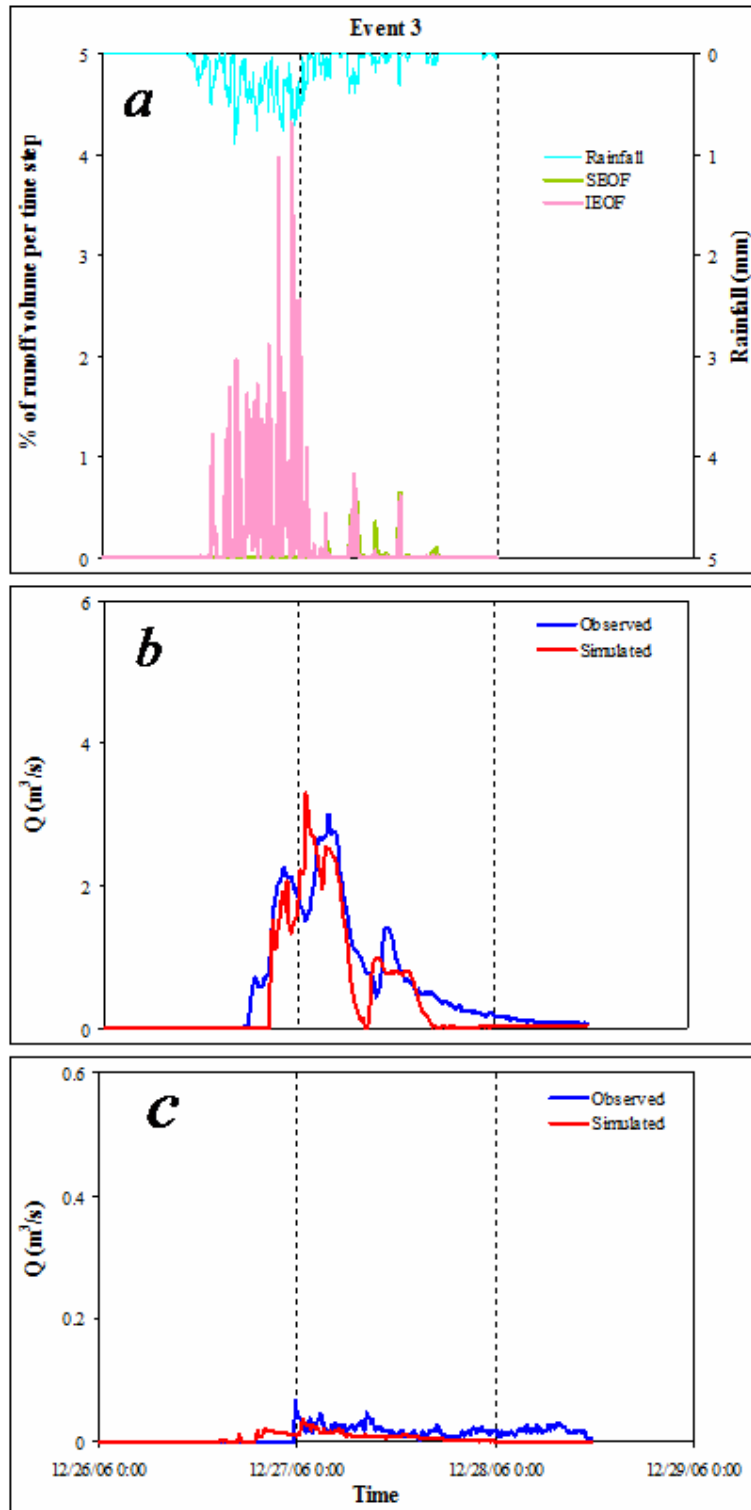 Event 3
a
5
4
3
2
1
0
% of runoff volume per time step
0
1
2
3
4
5
Rainfall (mm)
Rainfall
SEOF
IEOF
b
6
4
2
0
Q (m³/s)
Observed
Simulated
c
0.6
0.4
0.2
0
Q (m³/s)
Observed
Simulated
12/26/06 0:00 12/27/06 0:00 12/28/06 0:00 12/29/06 0:00
Time